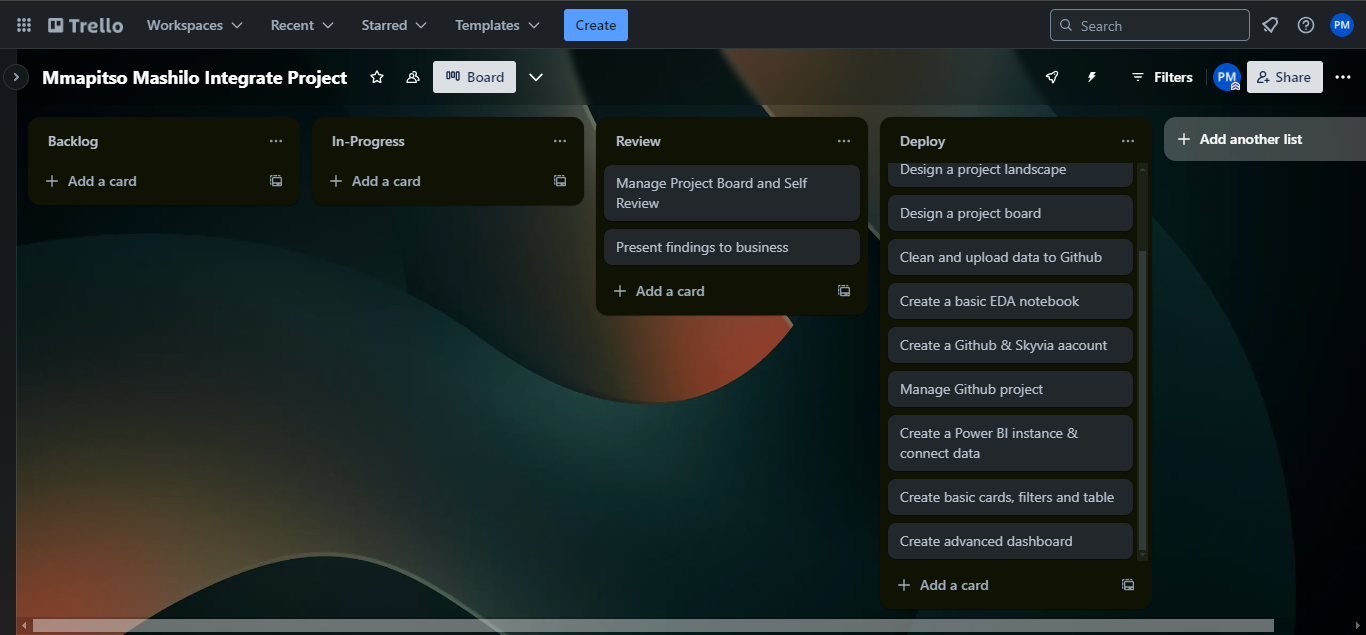 Trello
Workspaces
Recent
Starred
Templates
Create
Search
PM
Mmapitso Mashilo Integrate Project
Board
Filters
PM
Share
Backlog
Add a card
In-Progress
Add a card
Review
Manage Project Board and Self
Review
Present findings to business
Add a card
Deploy
Design a project landscape
Design a project board
Clean and upload data to Github
Create a basic EDA notebook
Create a Github & Skyvia aacount
Manage Github project
Create a Power BI instance &
connect data
Create basic cards, filters and table
Create advanced dashboard
Add a card
Add another list